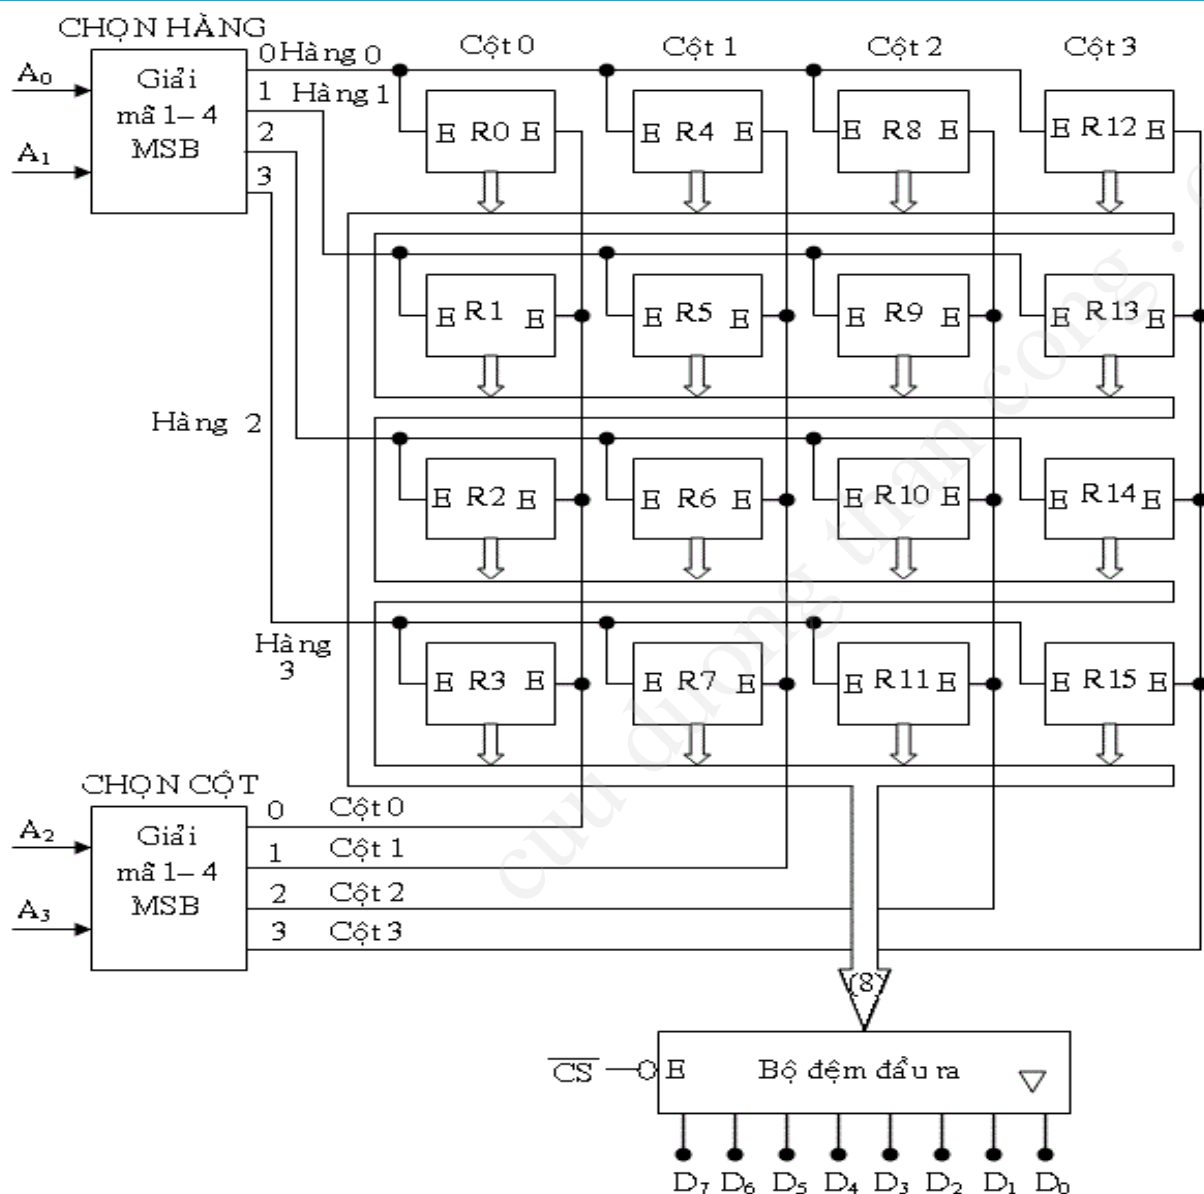 CHỌN HÀNG
A₀
A₁
Giải
mã 1–4
MSB
0 Hàng 0
1 Hàng 1
2
3
Cột 0 Cột 1 Cột 2 Cột 3
E R0 E
E R4 E
E R8 E
E R12 E
E R1 E
E R5 E
E R9 E
E R13 E
Hàng 2
E R2 E
E R6 E
E R10 E
E R14 E
Hàng
3
E R3 E
E R7 E
E R11 E
E R15 E
CHỌN CỘT
A₂
A₃
Giải
mã 1–4
MSB
0 Cột 0
1 Cột 1
2 Cột 2
3 Cột 3
(8)
CS E Bộ đệm đầu ra
D₇ D₆ D₅ D₄ D₃ D₂ D₁ D₀
cuu duong than cong .